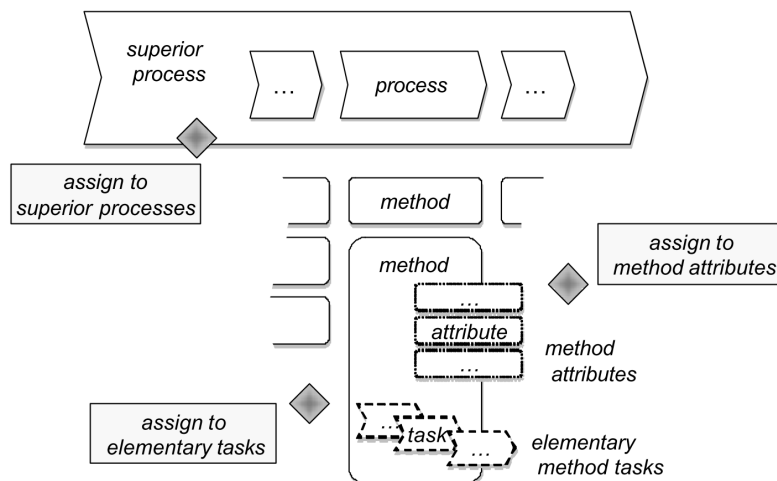 superior
process
...
process
...
assign to
superior processes
method
assign to
method attributes
method
...
attribute
...
method
attributes
assign to
elementary tasks
...
task
...
elementary
method tasks